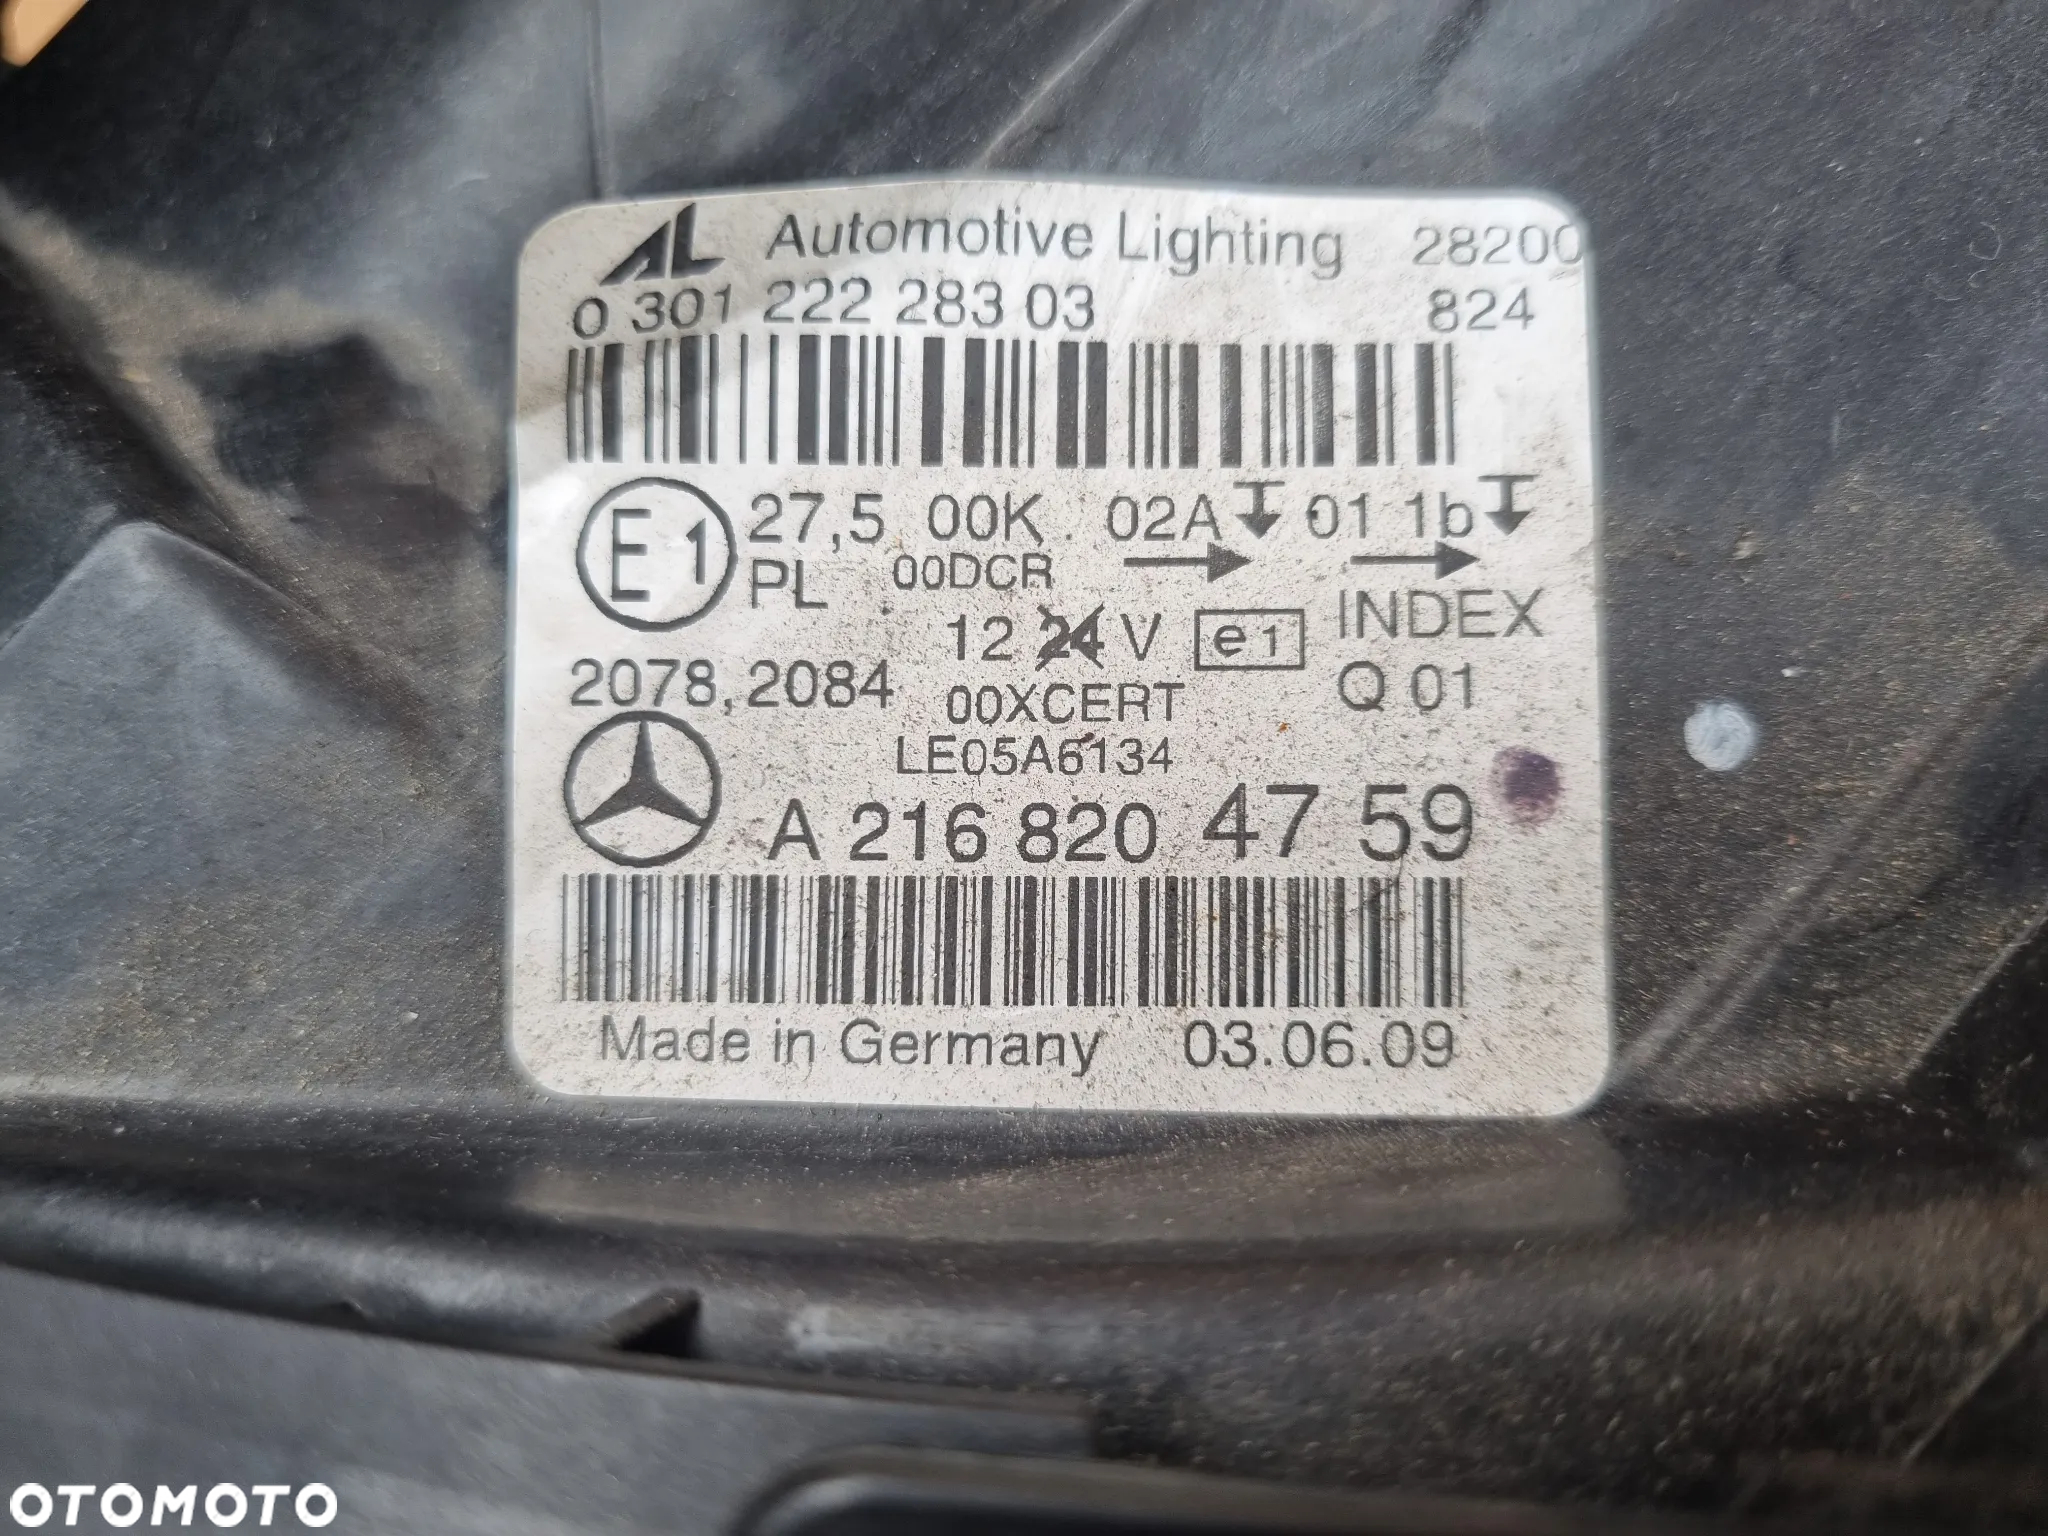 AL Automotive Lighting 28200
0 301 222 283 03 824
E1 27,5 00K 02A 01 1b
PL 00DCR → →
12 24 V e1 INDEX
2078, 2084 00XCERT Q 01
LE05A6134
A 216 820 47 59
Made in Germany 03.06.09
OTOMOTO